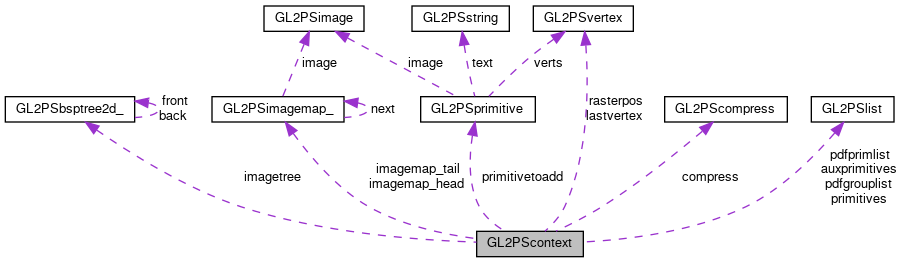 GL2PSimage
GL2PSstring
GL2PSvertex
image
image
text
verts
GL2PSbsptree2d_
front
back
GL2PSimagemap_
next
GL2PSprimitive
rasterpos
lastvertex
GL2PScompress
GL2PSlist
imagetree
imagemap_tail
imagemap_head
primitivetoadd
compress
pdfprimlist
auxprimitives
pdfgrouplist
primitives
GL2PScontext